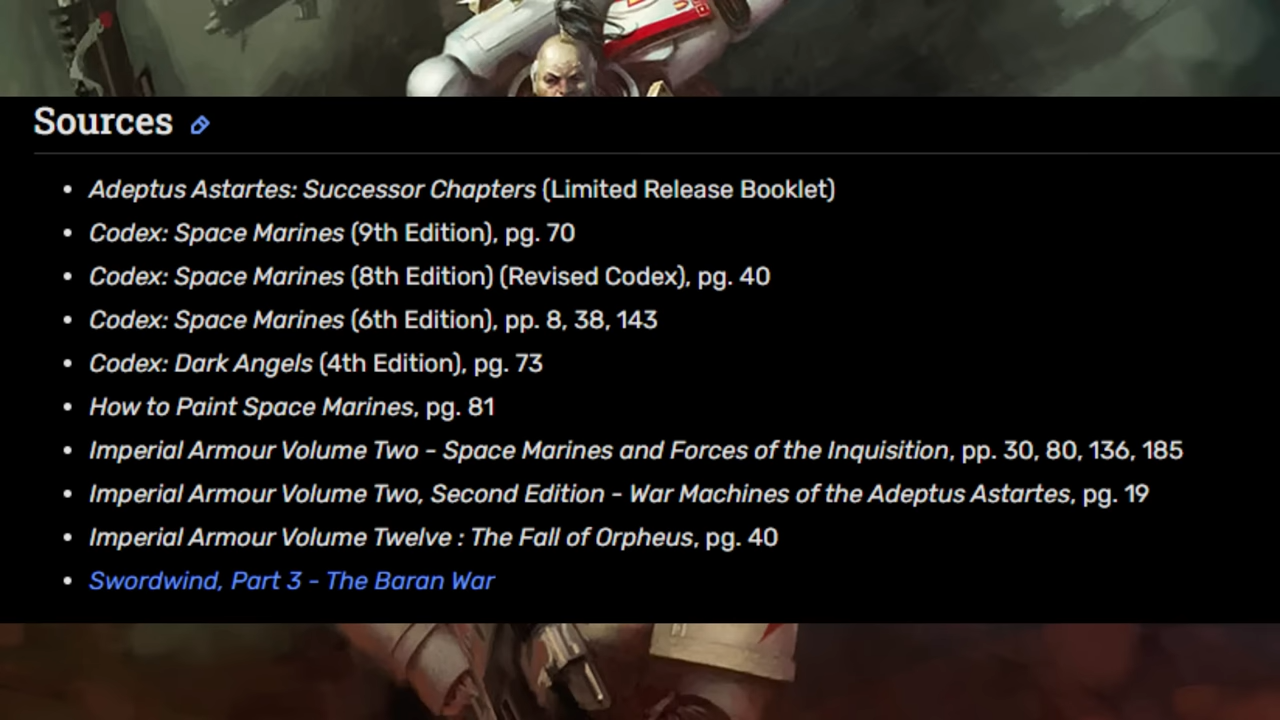 Sources
Adeptus Astartes: Successor Chapters (Limited Release Booklet)
Codex: Space Marines (9th Edition), pg. 70
Codex: Space Marines (8th Edition) (Revised Codex), pg. 40
Codex: Space Marines (6th Edition), pp. 8, 38, 143
Codex: Dark Angels (4th Edition), pg. 73
How to Paint Space Marines, pg. 81
Imperial Armour Volume Two - Space Marines and Forces of the Inquisition, pp. 30, 80, 136, 185
Imperial Armour Volume Two, Second Edition - War Machines of the Adeptus Astartes, pg. 19
Imperial Armour Volume Twelve : The Fall of Orpheus, pg. 40
Swordwind, Part 3 - The Baran War